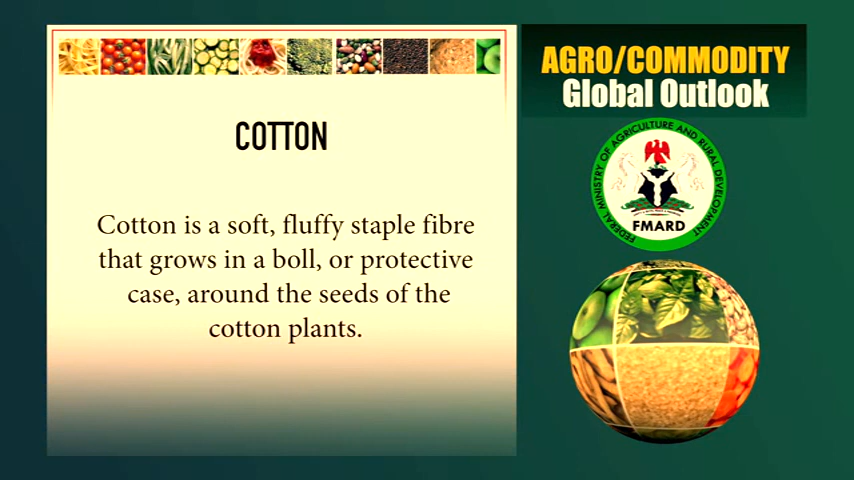 AGRO/COMMODITY
Global Outlook
COTTON
Cotton is a soft, fluffy staple fibre
that grows in a boll, or protective
case, around the seeds of the
cotton plants.
FEDERAL MINISTRY OF AGRICULTURE AND RURAL DEVELOPMENT
FMARD